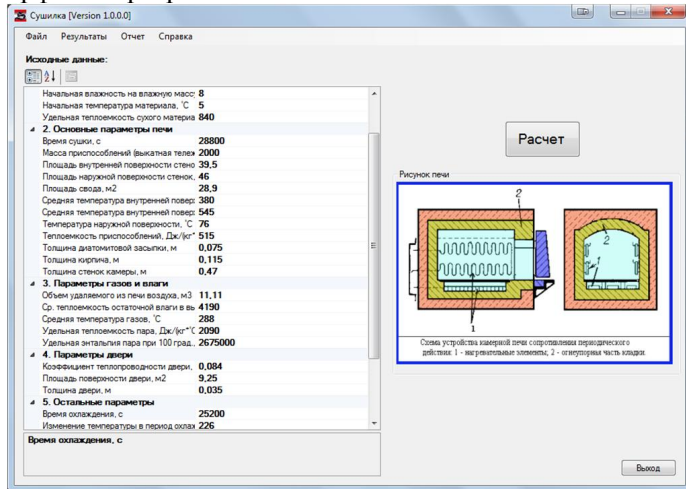 Сушилка [Version 1.0.0.0]
Файл Результаты Отчет Справка
Исходные данные:
Начальная влажность на влажную массу 8
Начальная температура материала, °С 5
Удельная теплоемкость сухого материа 840
2. Основные параметры печи
Время сушки, с 28800
Масса приспособлений (выкатная тележ 2000
Площадь внутренней поверхности стено 39,5
Площадь наружной поверхности стенок, 46
Площадь свода, м2 28,9
Средняя температура внутренней повер 380
Средняя температура внутренней повер 545
Температура наружной поверхности, °С 76
Теплоемкость приспособлений, Дж/(кг* 515
Толщина диатомитовой засыпки, м 0,075
Толщина кирпича, м 0,115
Толщина стенок камеры, м 0,47
3. Параметры газов и влаги
Объем удаляемого из печи воздуха, м3 11,11
Ср. теплоемкость остаточной влаги в вы 4190
Средняя температура газов, °С 288
Удельная теплоемкость пара, Дж/(кг*°С 2090
Удельная энтальпия пара при 100 град., 2675000
4. Параметры двери
Коэффициент теплопроводности двери, 0,084
Площадь поверхности двери, м2 9,25
Толщина двери, м 0,035
5. Остальные параметры
Время охлаждения, с 25200
Изменение температуры в период охлаж 226
Время охлаждения, с
Расчет
Рисунок печи
2
2
1
1
Схема устройства камерной печи сопротивления периодического
действия: 1 - нагревательные элементы; 2 - огнеупорная часть кладки
Выход